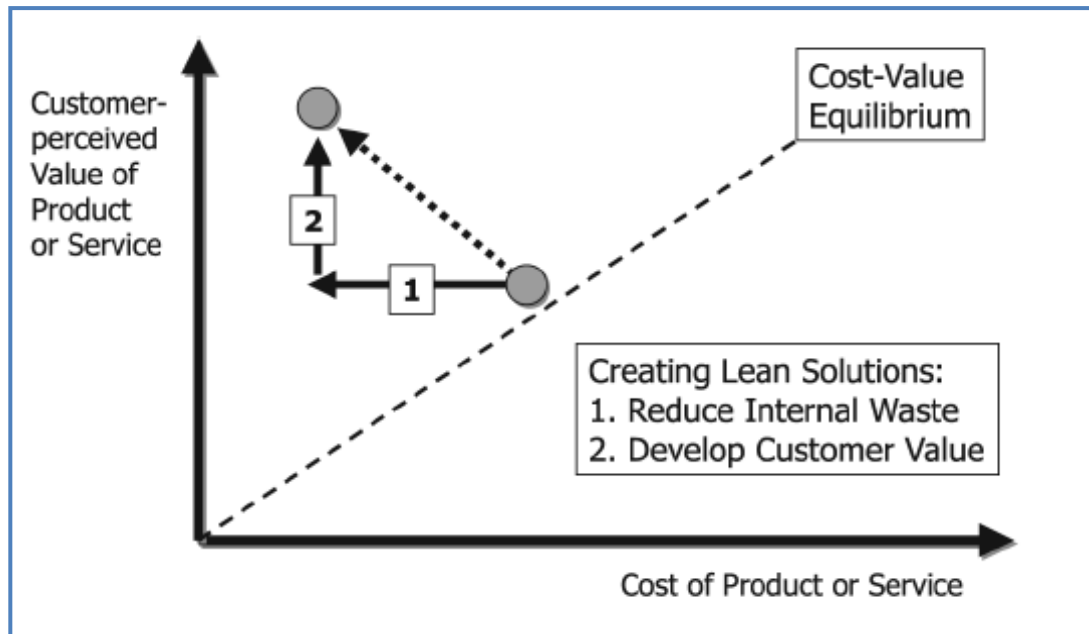 Customer-
perceived
Value of
Product
or Service
Cost-Value
Equilibrium
2
1
Creating Lean Solutions:
1. Reduce Internal Waste
2. Develop Customer Value
Cost of Product or Service